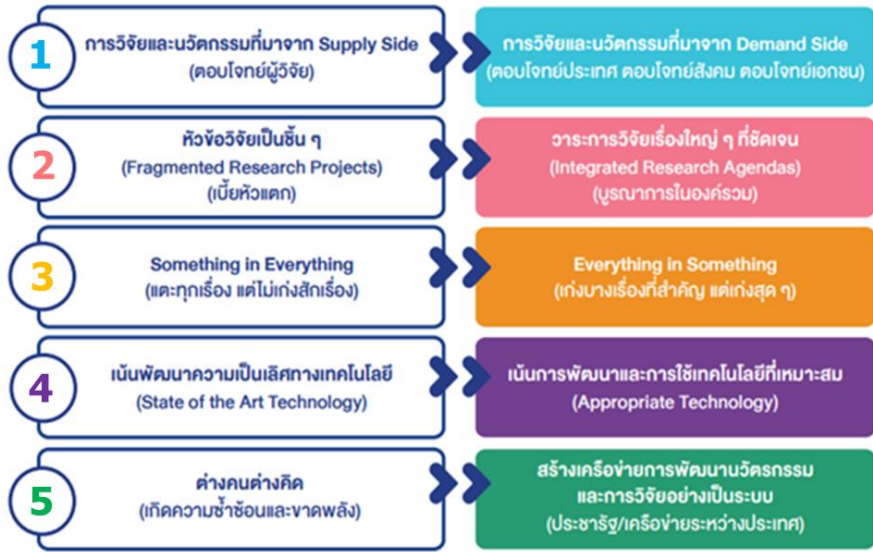 1
การวิจัยและนวัตกรรมที่มาจาก Supply Side
(ตอบโจทย์ผู้วิจัย)
การวิจัยและนวัตกรรมที่มาจาก Demand Side
(ตอบโจทย์ประเทศ ตอบโจทย์สังคม ตอบโจทย์เอกชน)
2
หัวข้อวิจัยเป็นชิ้น ๆ
(Fragmented Research Projects)
(เบี้ยหัวแตก)
วาระการวิจัยเรื่องใหญ่ ๆ ที่ชัดเจน
(Integrated Research Agendas)
(บูรณาการในองค์รวม)
3
Something in Everything
(แตะทุกเรื่อง แต่ไม่เก่งสักเรื่อง)
Everything in Something
(เก่งบางเรื่องที่สำคัญ แต่เก่งสุด ๆ)
4
เน้นพัฒนาความเป็นเลิศทางเทคโนโลยี
(State of the Art Technology)
เน้นการพัฒนาและการใช้เทคโนโลยีที่เหมาะสม
(Appropriate Technology)
5
ต่างคนต่างคิด
(เกิดความซ้ำซ้อนและขาดพลัง)
สร้างเครือข่ายการพัฒนานวัตรกรรม
และการวิจัยอย่างเป็นระบบ
(ประชารัฐ/เครือข่ายระหว่างประเทศ)